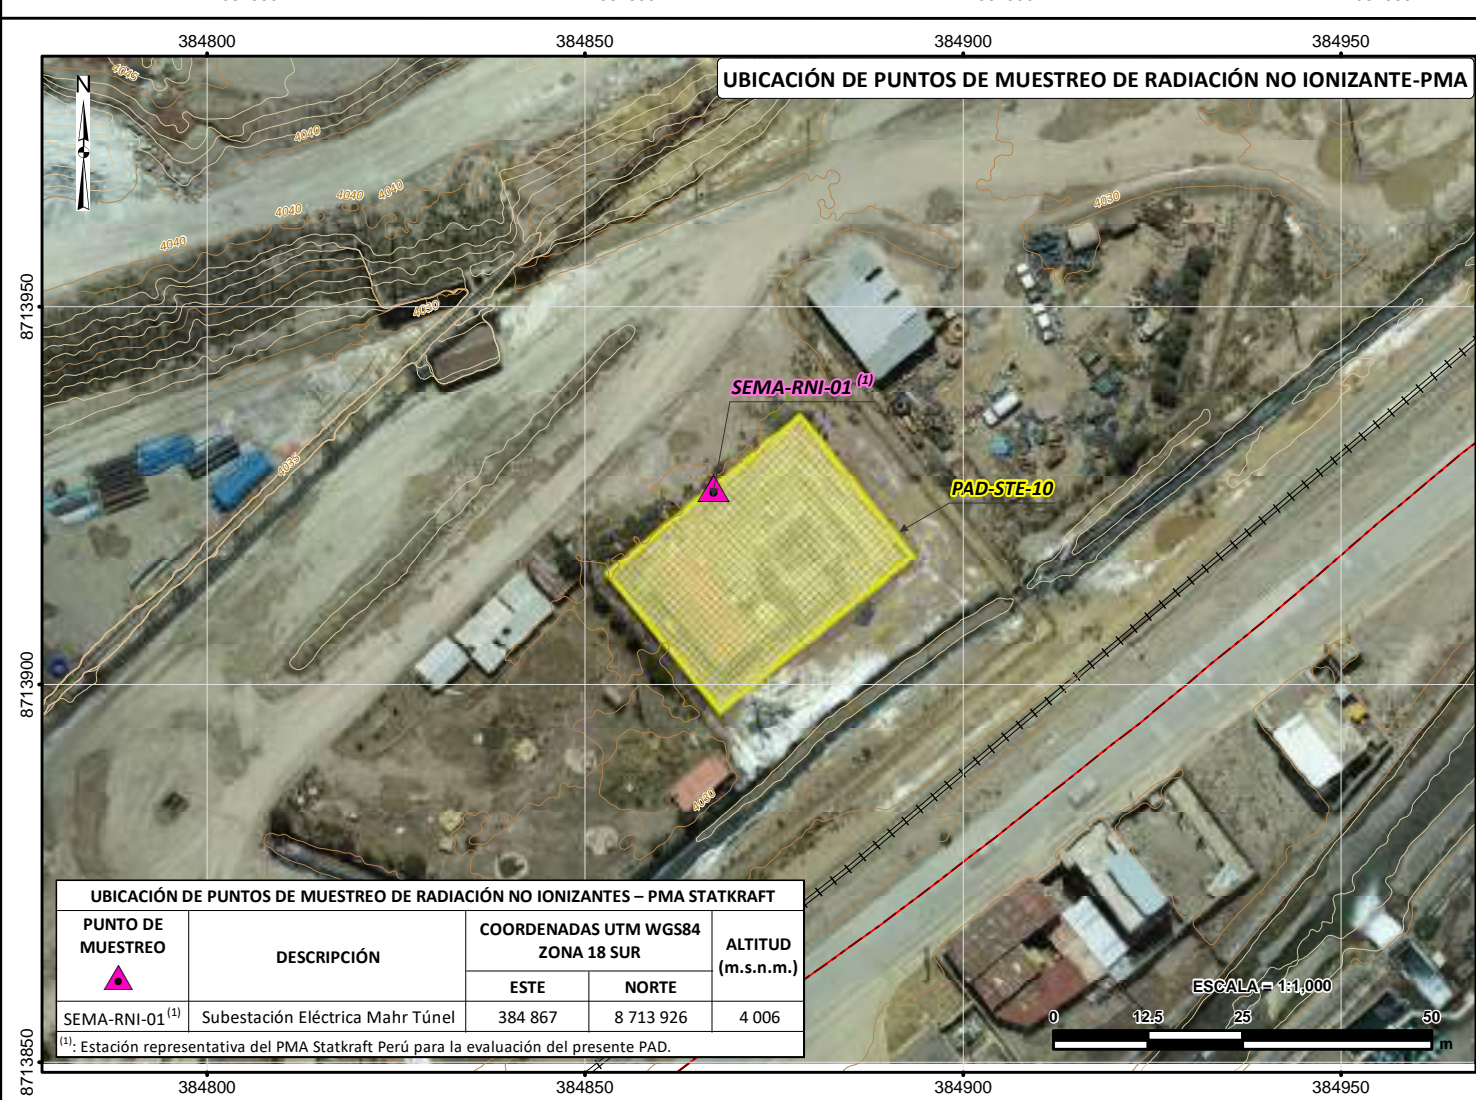 384800 384850 384900 384950
UBICACIÓN DE PUNTOS DE MUESTREO DE RADIACIÓN NO IONIZANTE-PMA
4045
N
4040
4040
4040
4040
4040
4030
4030
8713950
SEMA-RNI-01 (1)
4035
PAD-STE-10
8713900
4030
UBICACIÓN DE PUNTOS DE MUESTREO DE RADIACIÓN NO IONIZANTES – PMA STATKRAFT
PUNTO DE
MUESTREO
DESCRIPCIÓN
COORDENADAS UTM WGS84
ZONA 18 SUR
ALTITUD
(m.s.n.m.)
ESTE NORTE
SEMA-RNI-01(1) Subestación Eléctrica Mahr Túnel 384 867 8 713 926 4 006
(1): Estación representativa del PMA Statkraft Perú para la evaluación del presente PAD.
ESCALA = 1:1,000
0 12.5 25 50
m
8713850
384800 384850 384900 384950